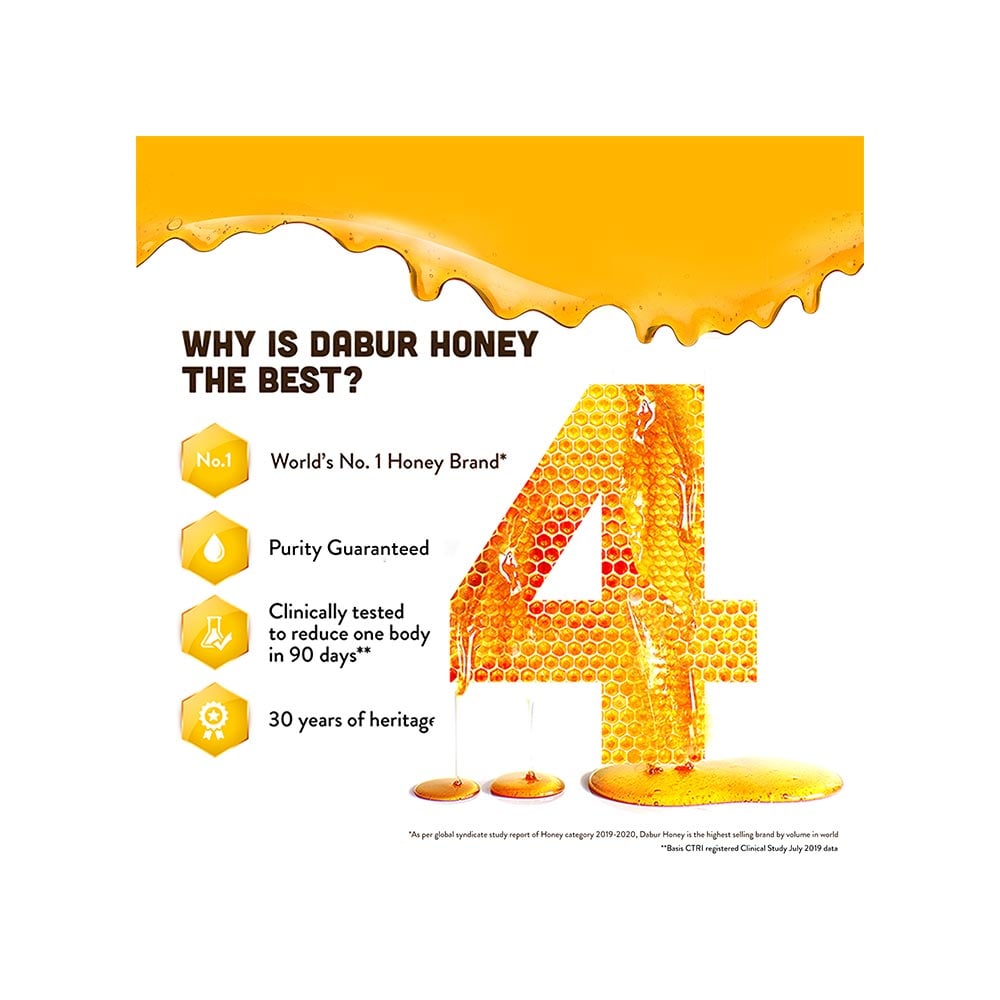 WHY IS DABUR HONEY
THE BEST?
No.1
World's No. 1 Honey Brand*
Purity Guaranteed
Clinically tested
to reduce one body
in 90 days**
30 years of heritage
4
*As per global syndicate study report of Honey category 2019-2020, Dabur Honey is the highest selling brand by volume in world
**Basis CTRI registered Clinical Study July 2019 data